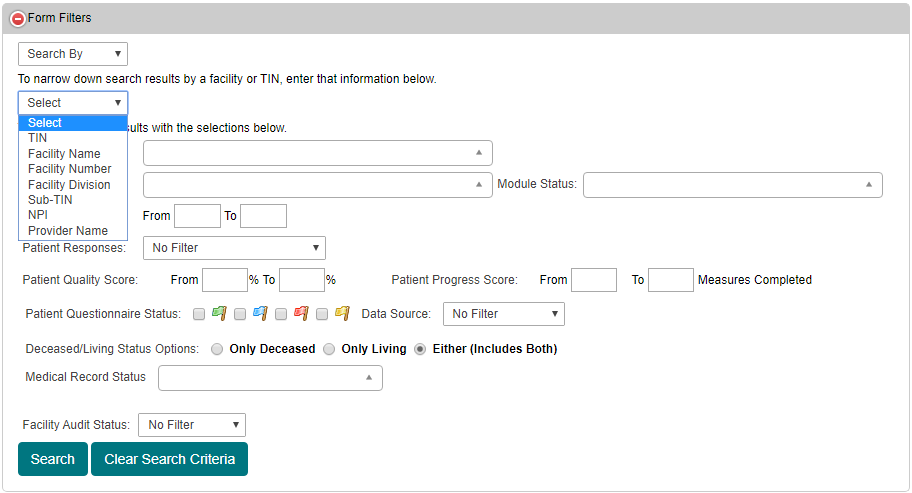 Form Filters
Search By
To narrow down search results by a facility or TIN, enter that information below.
Select
Select
TIN
Facility Name
Facility Number
Facility Division
Sub-TIN
NPI
Provider Name
sults with the selections below.
Module Status:
From To
Patient Responses: No Filter
Patient Quality Score: From % To % Patient Progress Score: From To Measures Completed
Patient Questionnaire Status: Data Source: No Filter
Deceased/Living Status Options: Only Deceased Only Living Either (Includes Both)
Medical Record Status
Facility Audit Status: No Filter
Search Clear Search Criteria